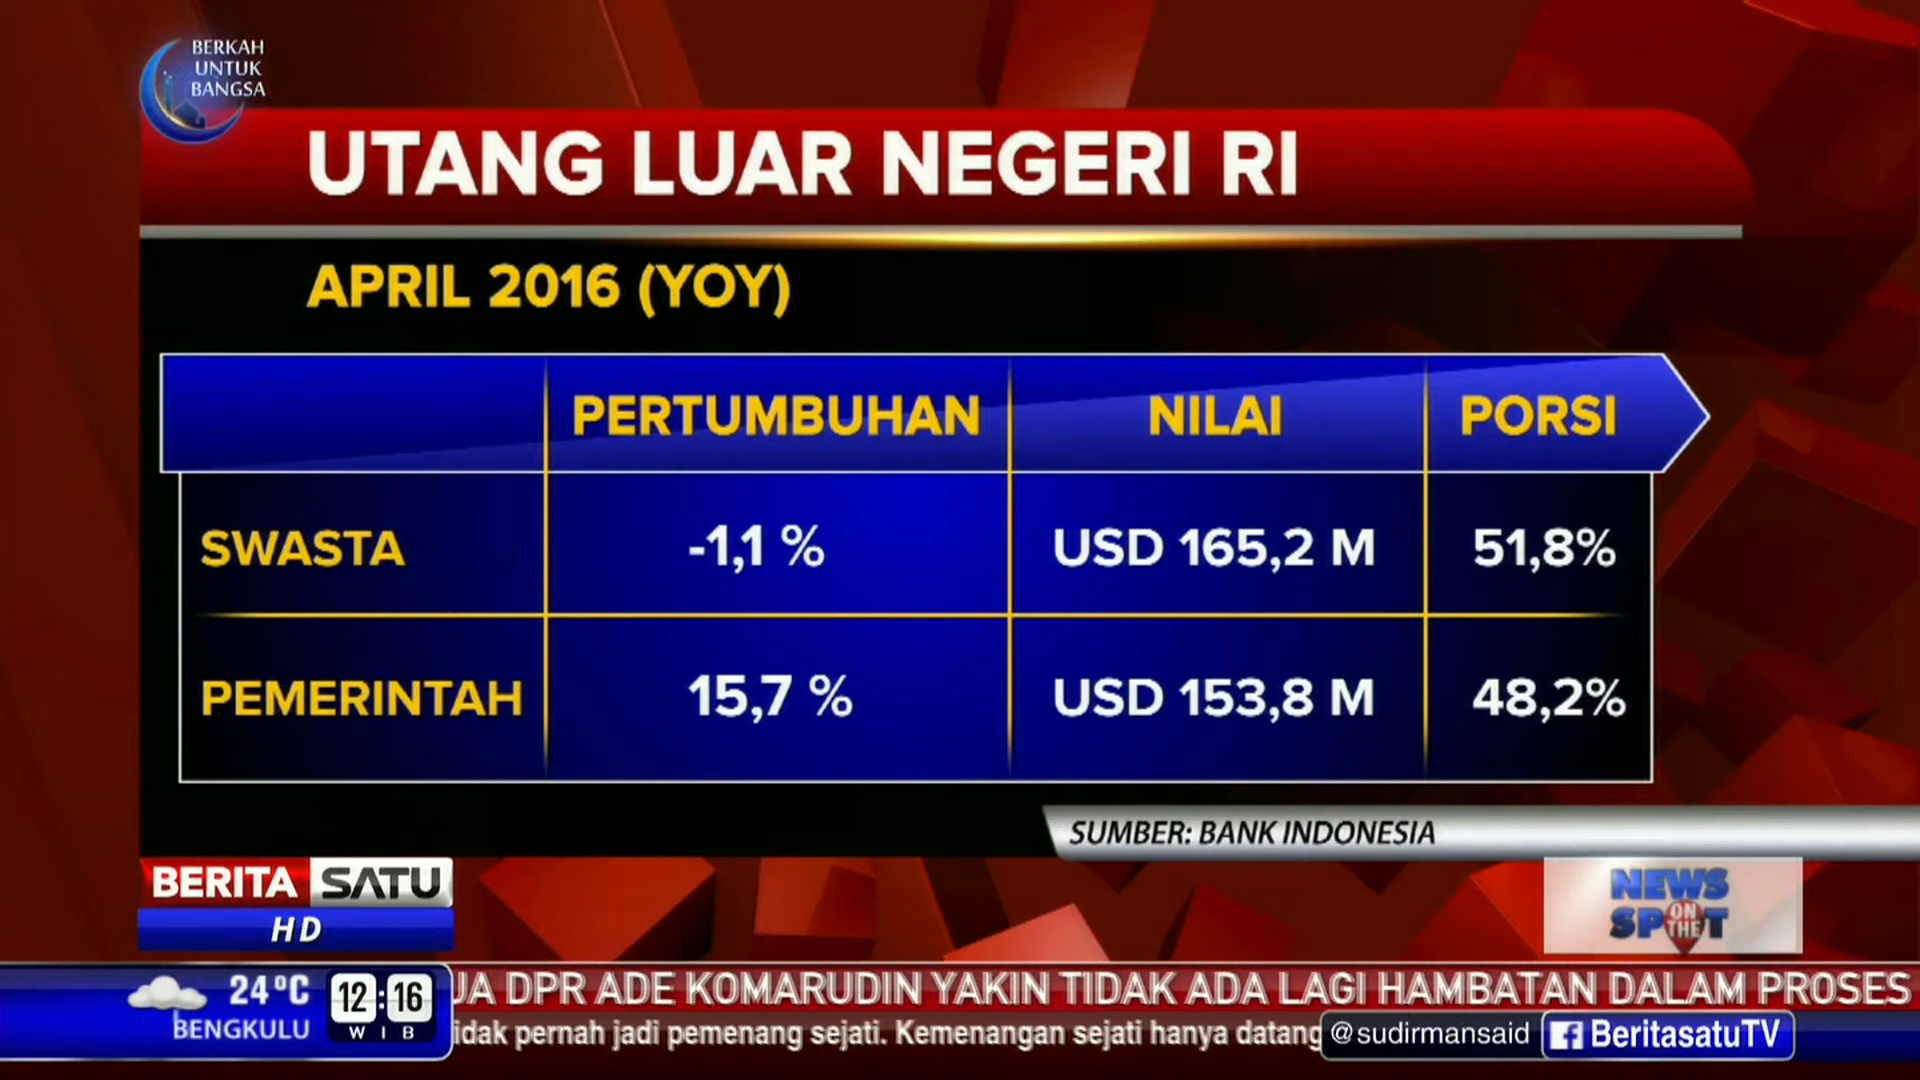 BERKAH
UNTUK
BANGSA
UTANG LUAR NEGERI RI
APRIL 2016 (YOY)
PERTUMBUHAN NILAI PORSI
SWASTA -1,1 % USD 165,2 M 51,8%
PEMERINTAH 15,7 % USD 153,8 M 48,2%
SUMBER: BANK INDONESIA
BERITA SATU
HD
NEWS
ON THE
SPOT
24°C
BENGKULU
12:16
WIB
UA DPR ADE KOMARUDIN YAKIN TIDAK ADA LAGI HAMBATAN DALAM PROSES
idak pernah jadi pemenang sejati. Kemenangan sejati hanya datang
@sudirmansaid
BeritasatuTV